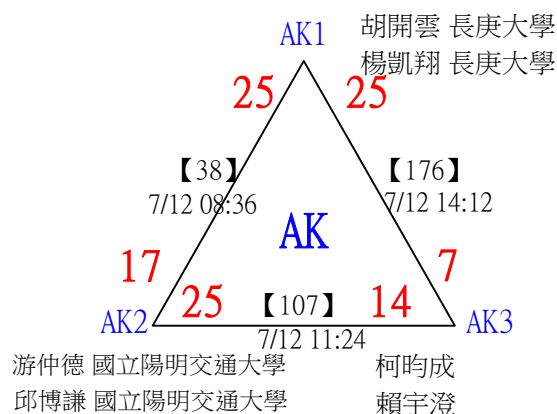 AK1
胡開雲 長庚大學
楊凱翔 長庚大學
25
25
【38】
7/12 08:36
【176】
7/12 14:12
AK
17
7
25
【107】
14
AK2
7/12 11:24
AK3
游仲德 國立陽明交通大學
邱博謙 國立陽明交通大學
柯昀成
賴宇澄